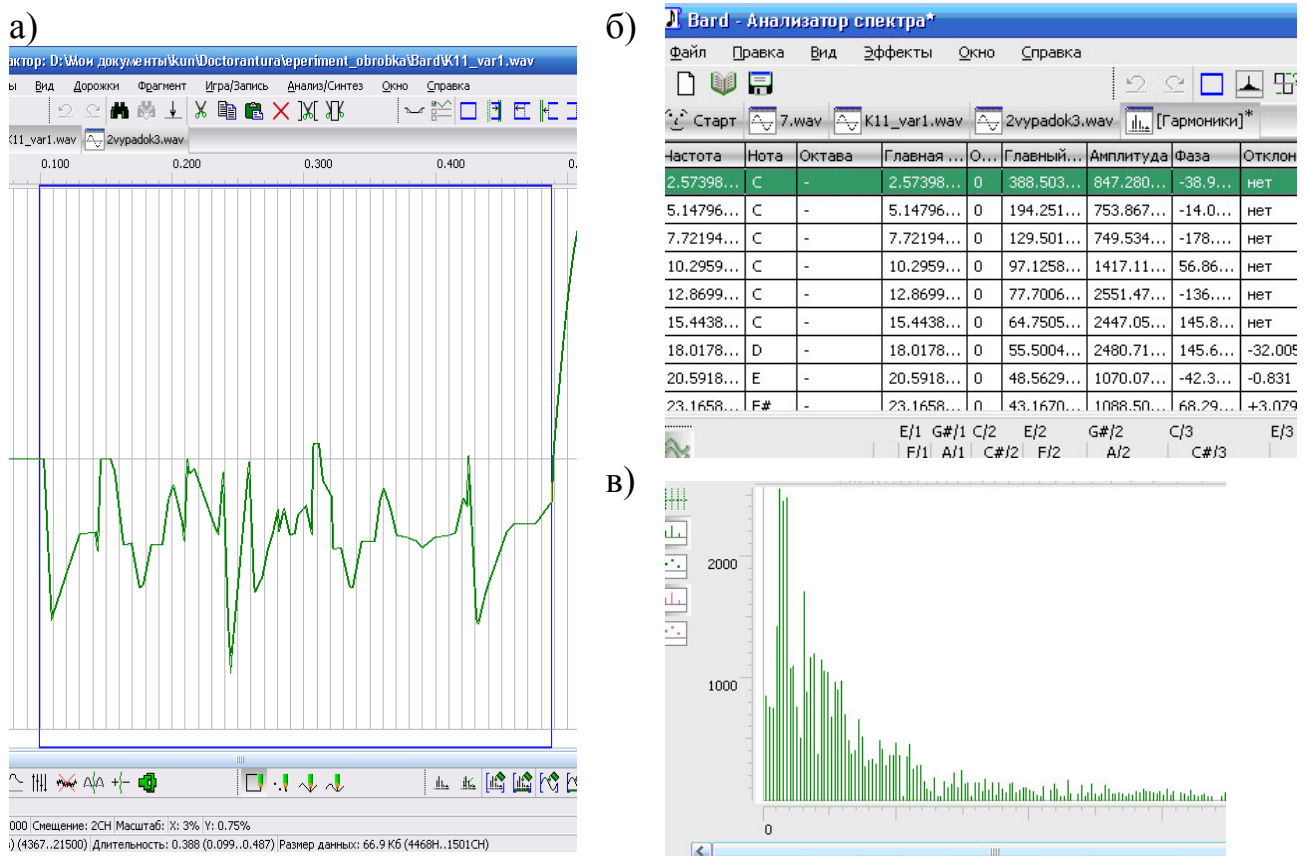 а)
актор: D:\Мои документы\kun\Doctorantura\eperiment_obrobka\Bard\K11_var1.wav
ы Вид Дорожки Фрагмент Игра/Запись Анализ/Синтез Окно Справка
K11_var1.wav 2vypadok3.wav
0.100 0.200 0.300 0.400 0.
000 Смещение: 2CH Масштаб: X: 3% Y: 0.75%
) (4367..21500) Длительность: 0.388 (0.099..0.487) Размер данных: 66.9 Кб (4468H..1501CH)
б)
Bard - Анализатор спектра*
Файл Правка Вид Эффекты Окно Справка
Старт 7.wav K11_var1.wav 2vypadok3.wav [Гармоники]*
Частота Нота Октава Главная ... О... Главный... Амплитуда Фаза Отклон
2.57398... C - 2.57398... 0 388.503... 847.280... -38.9... нет
5.14796... C - 5.14796... 0 194.251... 753.867... -14.0... нет
7.72194... C - 7.72194... 0 129.501... 749.534... -178.... нет
10.2959... C - 10.2959... 0 97.1258... 1417.11... 56.86... нет
12.8699... C - 12.8699... 0 77.7006... 2551.47... -136.... нет
15.4438... C - 15.4438... 0 64.7505... 2447.05... 145.8... нет
18.0178... D - 18.0178... 0 55.5004... 2480.71... 145.6... -32.005
20.5918... E - 20.5918... 0 48.5629... 1070.07... -42.3... -0.831
23.1658... F# - 23.1658... 0 43.1670... 1088.50... 68.29... +3.079
E/1 G#/1 C/2 E/2 G#/2 C/3 E/3
F/1 A/1 C#/2 F/2 A/2 C#/3
в)
2000
1000
0